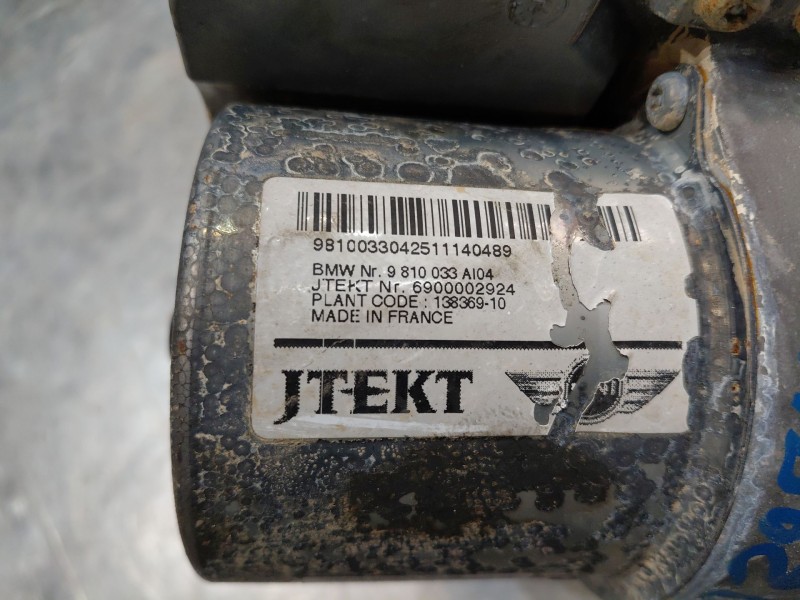 9810033042511140489
BMW Nr. 9 810 033 AI04
JTEKT Nr. 6900002924
PLANT CODE : 138369-10
MADE IN FRANCE
JTEKT